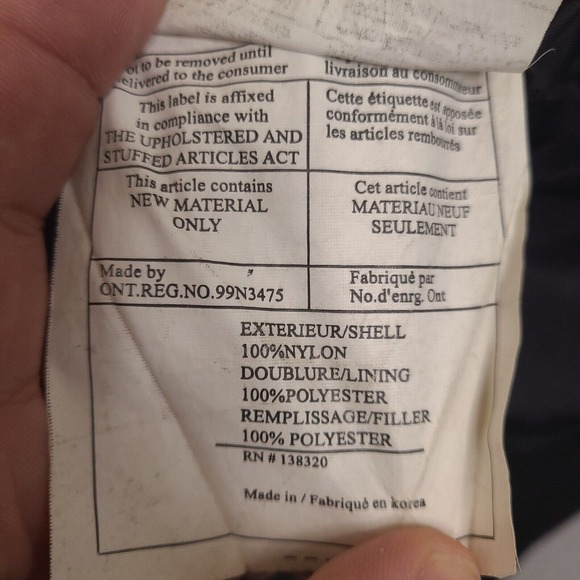 to be removed until
delivered to the consumer
livraison au consommateur
This label is affixed
in compliance with
THE UPHOLSTERED AND
STUFFED ARTICLES ACT
Cette étiquette est apposée
conformément à la loi sur
les articles rembourrés
This article contains
NEW MATERIAL
ONLY
Cet article contient
MATERIAU NEUF
SEULEMENT
Made by
ONT.REG.NO.99N3475
Fabriqué par
No.d'enrg. Ont
EXTERIEUR/SHELL
100%NYLON
DOUBLURE/LINING
100%POLYESTER
REMPLISSAGE/FILLER
100% POLYESTER
RN # 138320
Made in / Fabriqué en korea